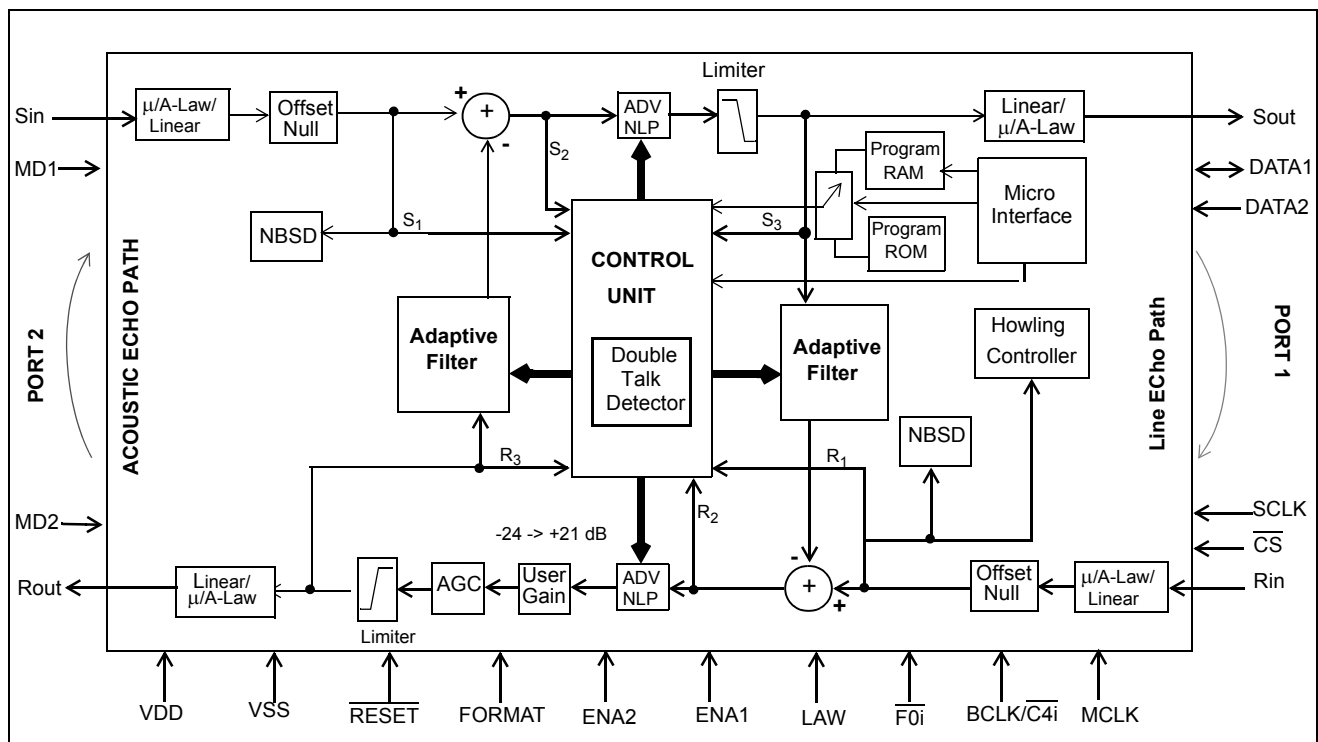 Limiter
Sin
μ/A-Law/
Linear
Offset
Null
+
+
-
ADV
NLP
Linear/
μ/A-Law
Sout
MD1
S2
Program
RAM
Micro
Interface
DATA1
DATA2
NBSD
S1
S3
Program
ROM
CONTROL
UNIT
PORT 2
ACOUSTIC ECHO PATH
Adaptive
Filter
Double
Talk
Detector
Adaptive
Filter
Howling
Controller
Line ECho Path
PORT 1
NBSD
R3
R1
R2
MD2
-24 -> +21 dB
SCLK
CS
Rout
Linear/
μ/A-Law
Limiter
AGC
User
Gain
ADV
NLP
-
+
+
Offset
Null
μ/A-Law/
Linear
Rin
VDD
VSS
RESET
FORMAT
ENA2
ENA1
LAW
F0i
BCLK/C4i
MCLK